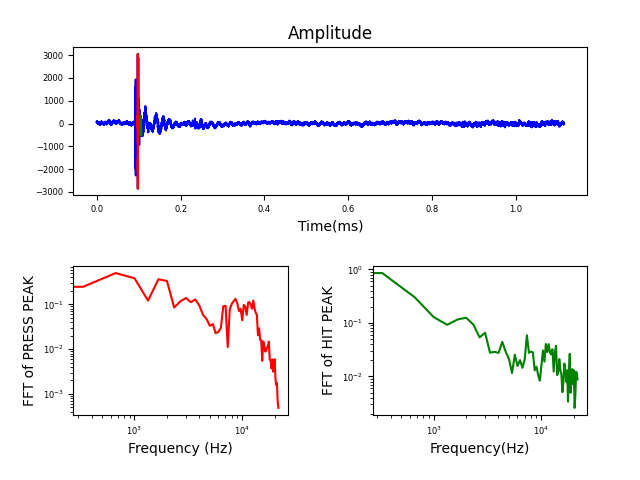 Amplitude
3000
2000
1000
0
−1000
−2000
−3000
0.0 0.2 0.4 0.6 0.8 1.0
Time(ms)
FFT of PRESS PEAK
10⁻¹
10⁻²
10⁻³
10³ 10⁴
Frequency (Hz)
FFT of HIT PEAK
10⁰
10⁻¹
10⁻²
10³ 10⁴
Frequency(Hz)